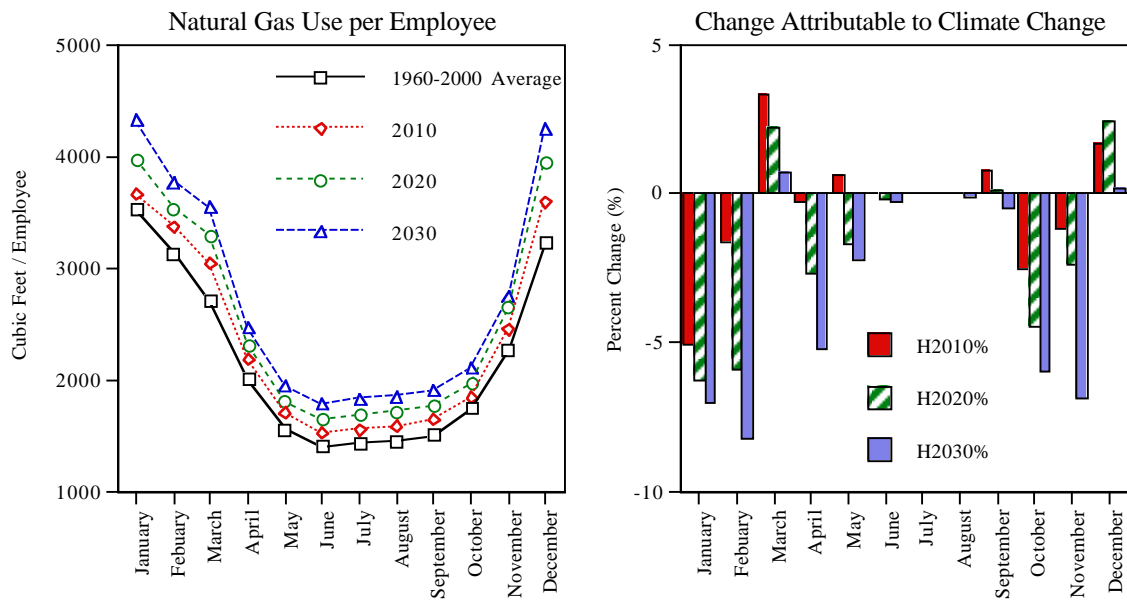 Natural Gas Use per Employee
Cubic Feet / Employee
5000
4000
3000
2000
1000
1960-2000 Average
2010
2020
2030
January
Febuary
March
April
May
June
July
August
September
October
November
December
Change Attributable to Climate Change
Percent Change (%)
5
0
-5
-10
H2010%
H2020%
H2030%
January
Febuary
March
April
May
June
July
August
September
October
November
December